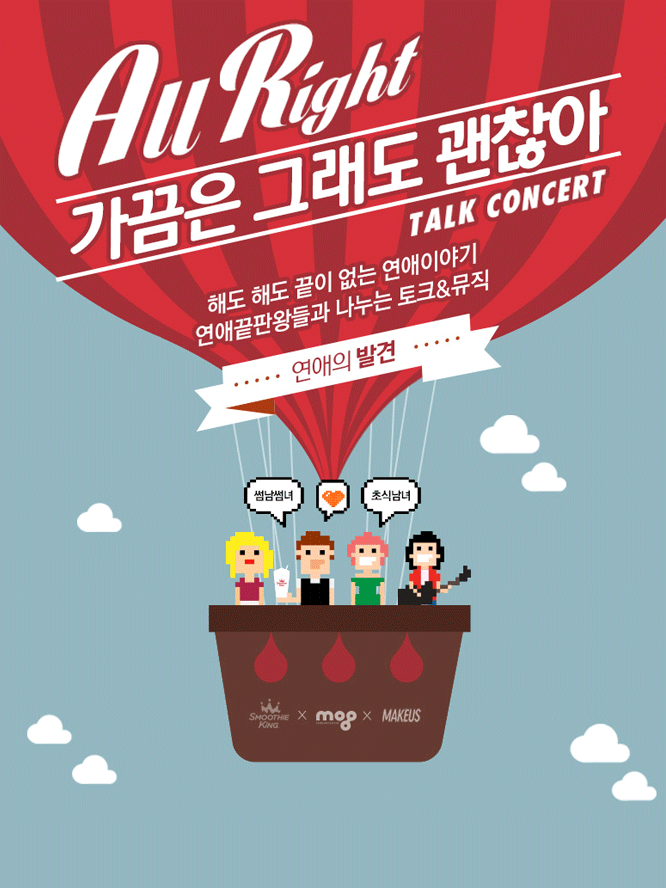 All Right
가끔은 그래도 괜찮아
TALK CONCERT
해도 해도 끝이 없는 연애이야기
연애끝판왕들과 나누는 토크&뮤직
연애의 발견
썸남썸녀
초식남녀
SMOOTHIE KING × mop × MAKEUS